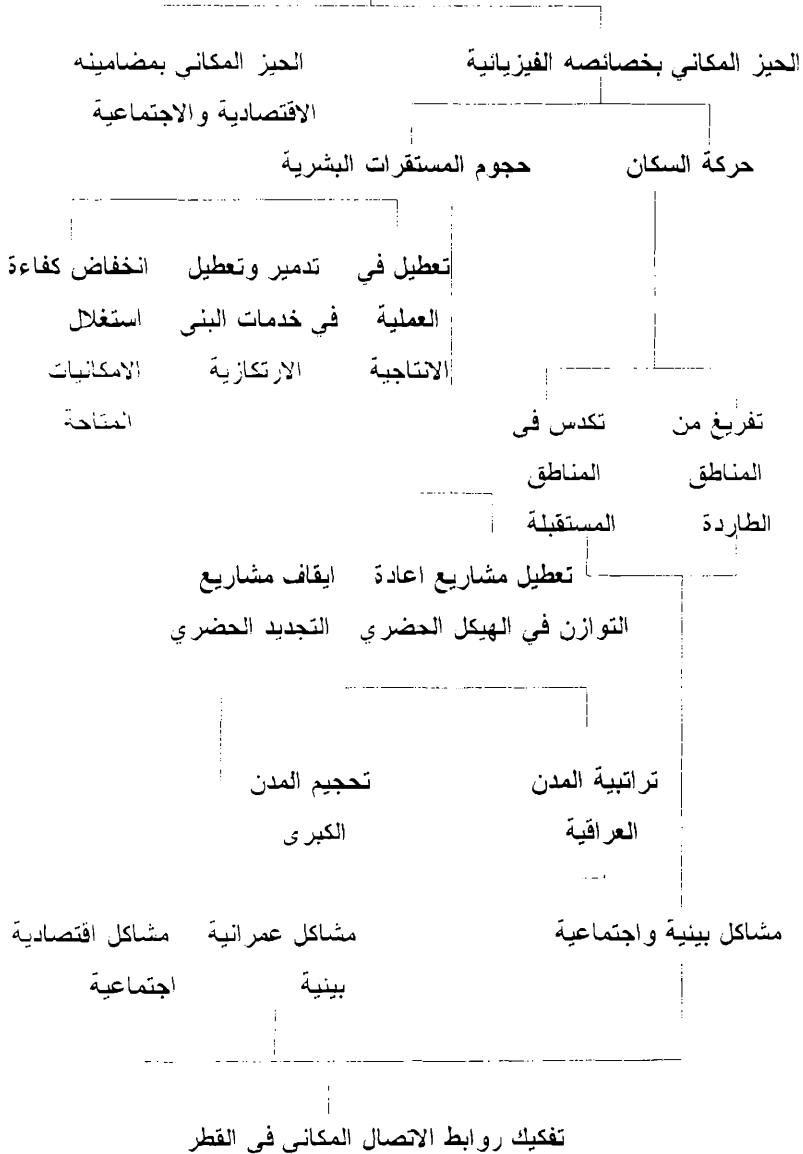 الحيز المكاني بخصائصه الفيزيائية
الحيز المكاني بمضامينه
الاقتصادية والاجتماعية
حركة السكان
حجوم المستقرات البشرية
تعطيل في
العملية
الانتاجية
تدمير وتعطيل
في خدمات البنى
الارتكازية
انخفاض كفاءة
استغلال
الامكانيات
المتاحة
تفريغ من
المناطق
الطاردة
تكدس فى
المناطق
المستقبلة
تعطيل مشاريع اعادة
التوازن في الهيكل الحضري
ايقاف مشاريع
التجديد الحضري
تراتبية المدن
العراقية
تحجيم المدن
الكبرى
مشاكل بيئية واجتماعية
مشاكل عمرانية
بيئية
مشاكل اقتصادية
اجتماعية
تفكيك روابط الاتصال المكانى فى القطر